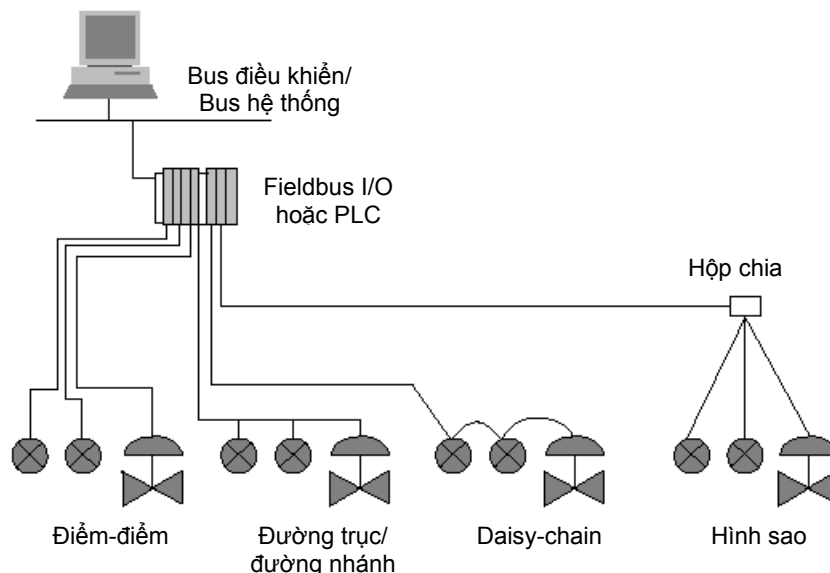 Bus điều khiển/
Bus hệ thống
Fieldbus I/O
hoặc PLC
Hộp chia
Điểm-điểm
Đường trục/
đường nhánh
Daisy-chain
Hình sao